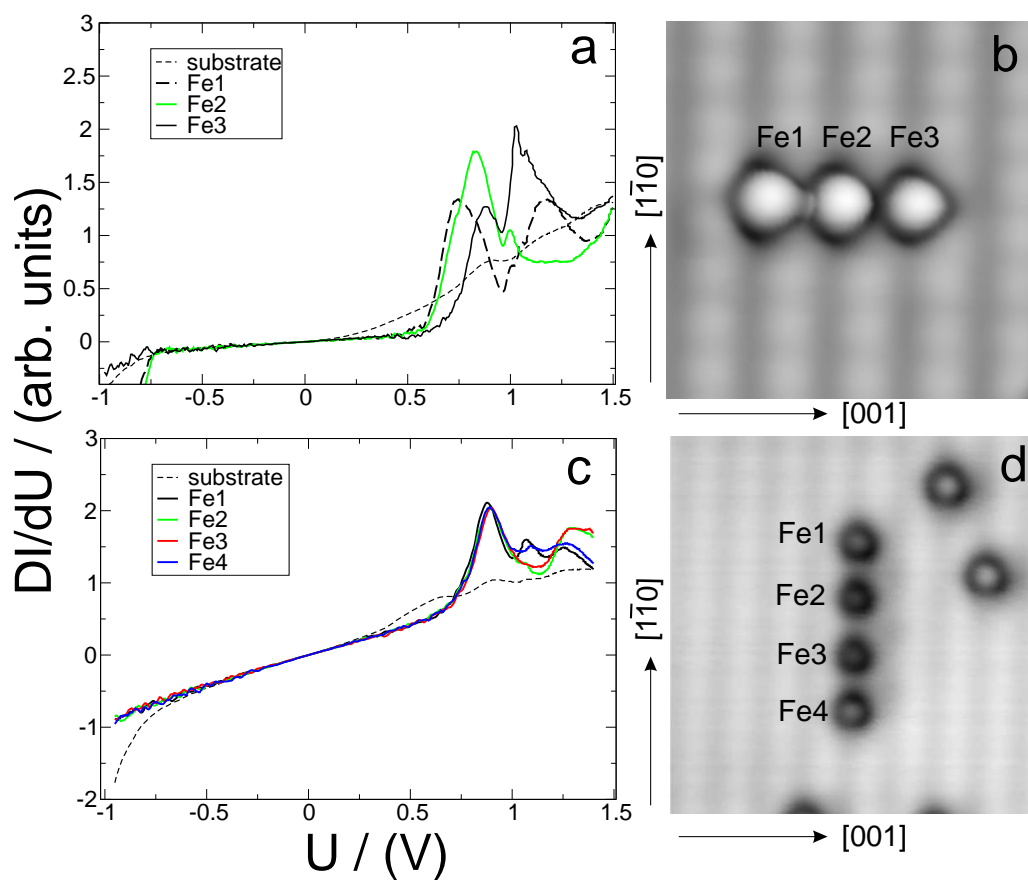 DI/dU / (arb. units)
a
3
2.5
2
1.5
1
0.5
0
-1
-0.5
0
0.5
1
1.5
substrate
Fe1
Fe2
Fe3
b
Fe1 Fe2 Fe3
[11̄0]
[001]
c
3
2
1
0
-1
-2
-1
-0.5
0
0.5
1
1.5
substrate
Fe1
Fe2
Fe3
Fe4
U / (V)
d
Fe1
Fe2
Fe3
Fe4
[11̄0]
[001]